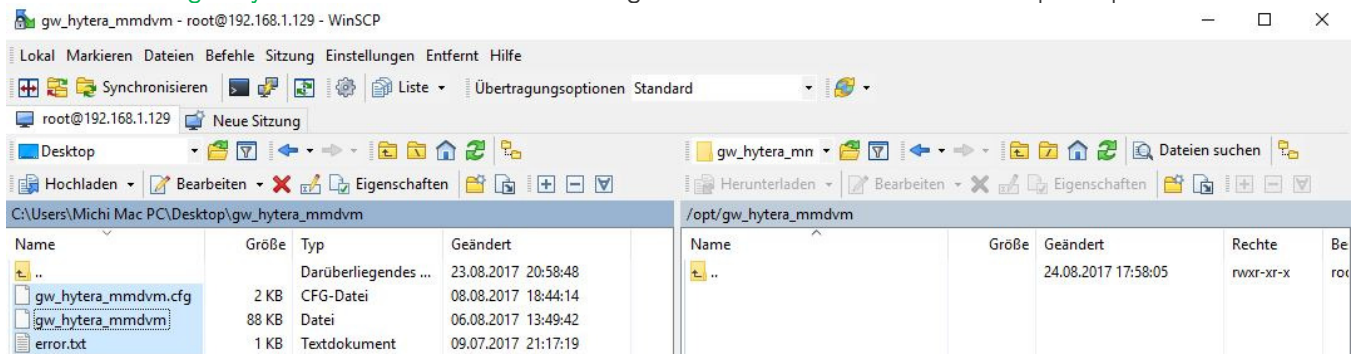 gw_hytera_mmdvm - root@192.168.1.129 - WinSCP
Lokal Markieren Dateien Befehle Sitzung Einstellungen Entfernt Hilfe
Synchronisieren Liste Übertragungsoptionen Standard
root@192.168.1.129 Neue Sitzung
Desktop gw_hytera_mn Dateien suchen
Hochladen Bearbeiten Eigenschaften Herunterladen Bearbeiten Eigenschaften
C:\Users\Michi Mac PC\Desktop\gw_hytera_mmdvm /opt/gw_hytera_mmdvm
Name Größe Typ Geändert Name Größe Geändert Rechte Be
.. Darüberliegendes ... 23.08.2017 20:58:48 .. 24.08.2017 17:58:05 rwxr-xr-x roo
gw_hytera_mmdvm.cfg 2 KB CFG-Datei 08.08.2017 18:44:14
gw_hytera_mmdvm 88 KB Datei 06.08.2017 13:49:42
error.txt 1 KB Textdokument 09.07.2017 21:17:19